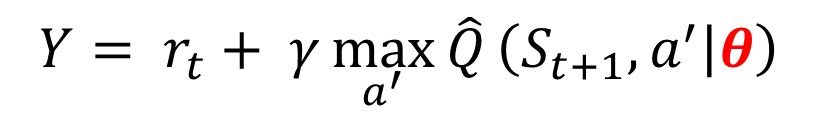 Y = r_t + γ max_{a'} Q̂ (S_{t+1}, a'|θ)